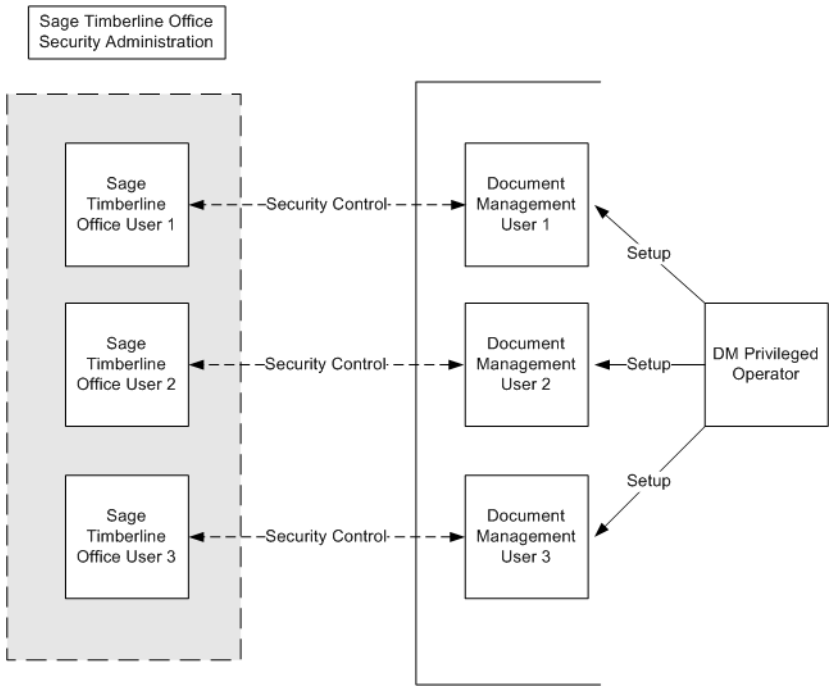 Sage Timberline Office
Security Administration
Sage
Timberline
Office User 1
Security Control
Document
Management
User 1
Setup
Sage
Timberline
Office User 2
Security Control
Document
Management
User 2
Setup
DM Privileged
Operator
Sage
Timberline
Office User 3
Security Control
Document
Management
User 3
Setup